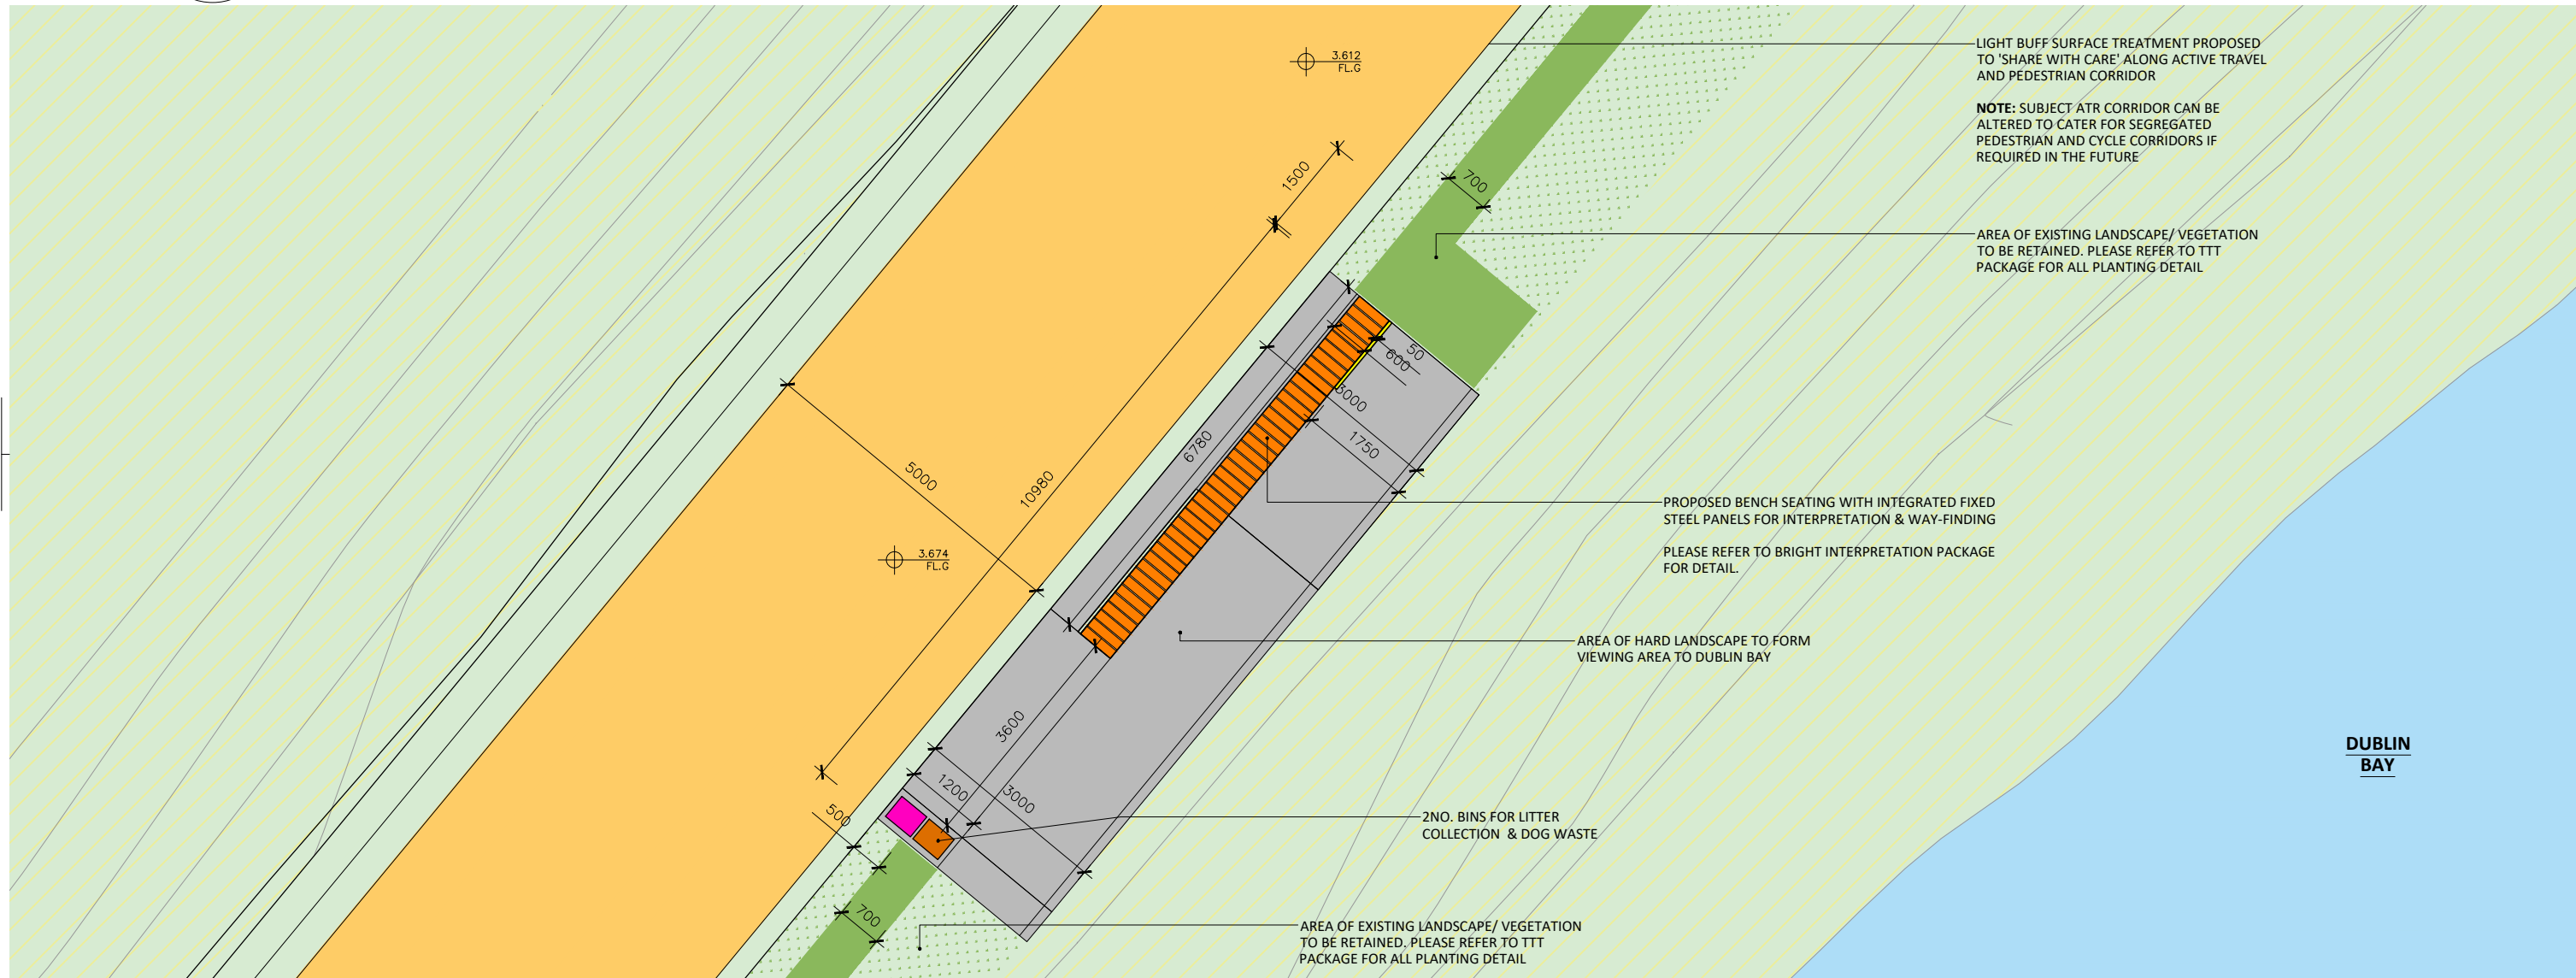 LIGHT BUFF SURFACE TREATMENT PROPOSED
TO 'SHARE WITH CARE' ALONG ACTIVE TRAVEL
AND PEDESTRIAN CORRIDOR
NOTE: SUBJECT ATR CORRIDOR CAN BE
ALTERED TO CATER FOR SEGREGATED
PEDESTRIAN AND CYCLE CORRIDORS IF
REQUIRED IN THE FUTURE
3.612
FL.G
1500
700
AREA OF EXISTING LANDSCAPE/ VEGETATION
TO BE RETAINED. PLEASE REFER TO TTT
PACKAGE FOR ALL PLANTING DETAIL
50
600
3000
1750
6780
5000
10980
PROPOSED BENCH SEATING WITH INTEGRATED FIXED
STEEL PANELS FOR INTERPRETATION & WAY-FINDING
PLEASE REFER TO BRIGHT INTERPRETATION PACKAGE
FOR DETAIL.
3.674
FL.G
AREA OF HARD LANDSCAPE TO FORM
VIEWING AREA TO DUBLIN BAY
3600
DUBLIN
BAY
1200
3000
500
2NO. BINS FOR LITTER
COLLECTION & DOG WASTE
700
AREA OF EXISTING LANDSCAPE/ VEGETATION
TO BE RETAINED. PLEASE REFER TO TTT
PACKAGE FOR ALL PLANTING DETAIL